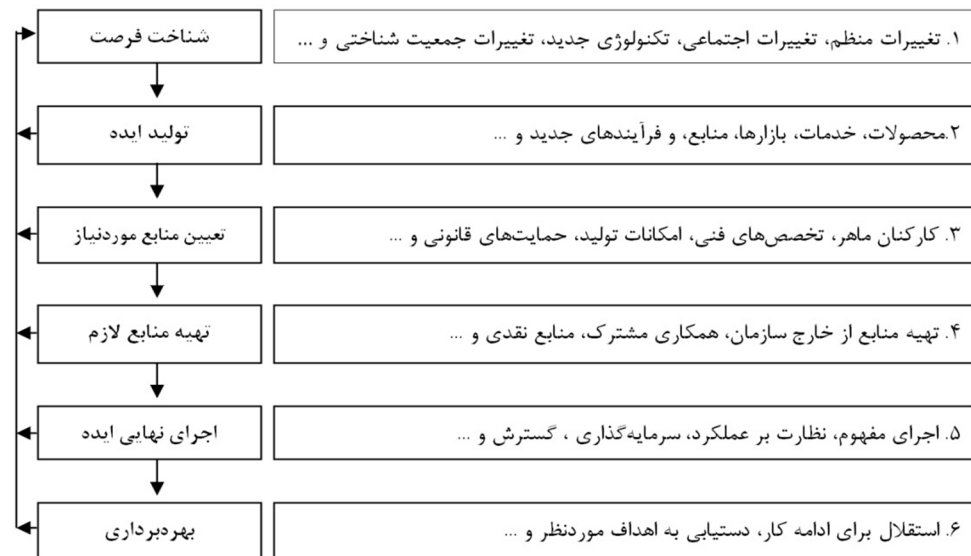 شناخت فرصت
۱. تغییرات منظم، تغییرات اجتماعی، تکنولوژی جدید، تغییرات جمعیت شناختی و ...
تولید ایده
۲.محصولات، خدمات، بازارها، منابع، و فرآیندهای جدید و ...
تعیین منابع موردنیاز
۳. کارکنان ماهر، تخصص‌های فنی، امکانات تولید، حمایت‌های قانونی و ...
تهیه منابع لازم
۴. تهیه منابع از خارج سازمان، همکاری مشترک، منابع نقدی و ...
اجرای نهایی ایده
۵. اجرای مفهوم، نظارت بر عملکرد، سرمایه‌گذاری ، گسترش و ...
بهره‌برداری
۶. استقلال برای ادامه کار، دستیابی به اهداف موردنظر و ...